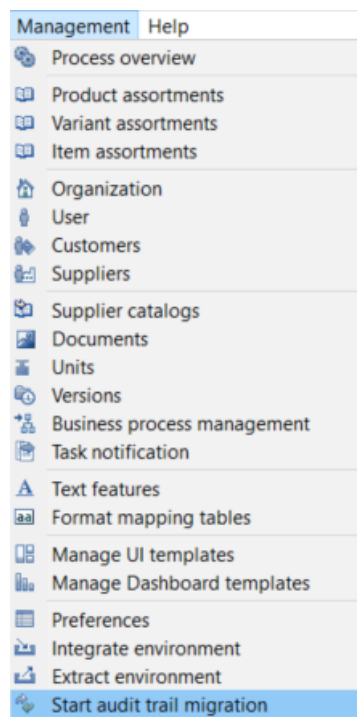 Management Help
Process overview
Product assortments
Variant assortments
Item assortments
Organization
User
Customers
Suppliers
Supplier catalogs
Documents
Units
Versions
Business process management
Task notification
A Text features
aa Format mapping tables
Manage UI templates
Manage Dashboard templates
Preferences
Integrate environment
Extract environment
Start audit trail migration